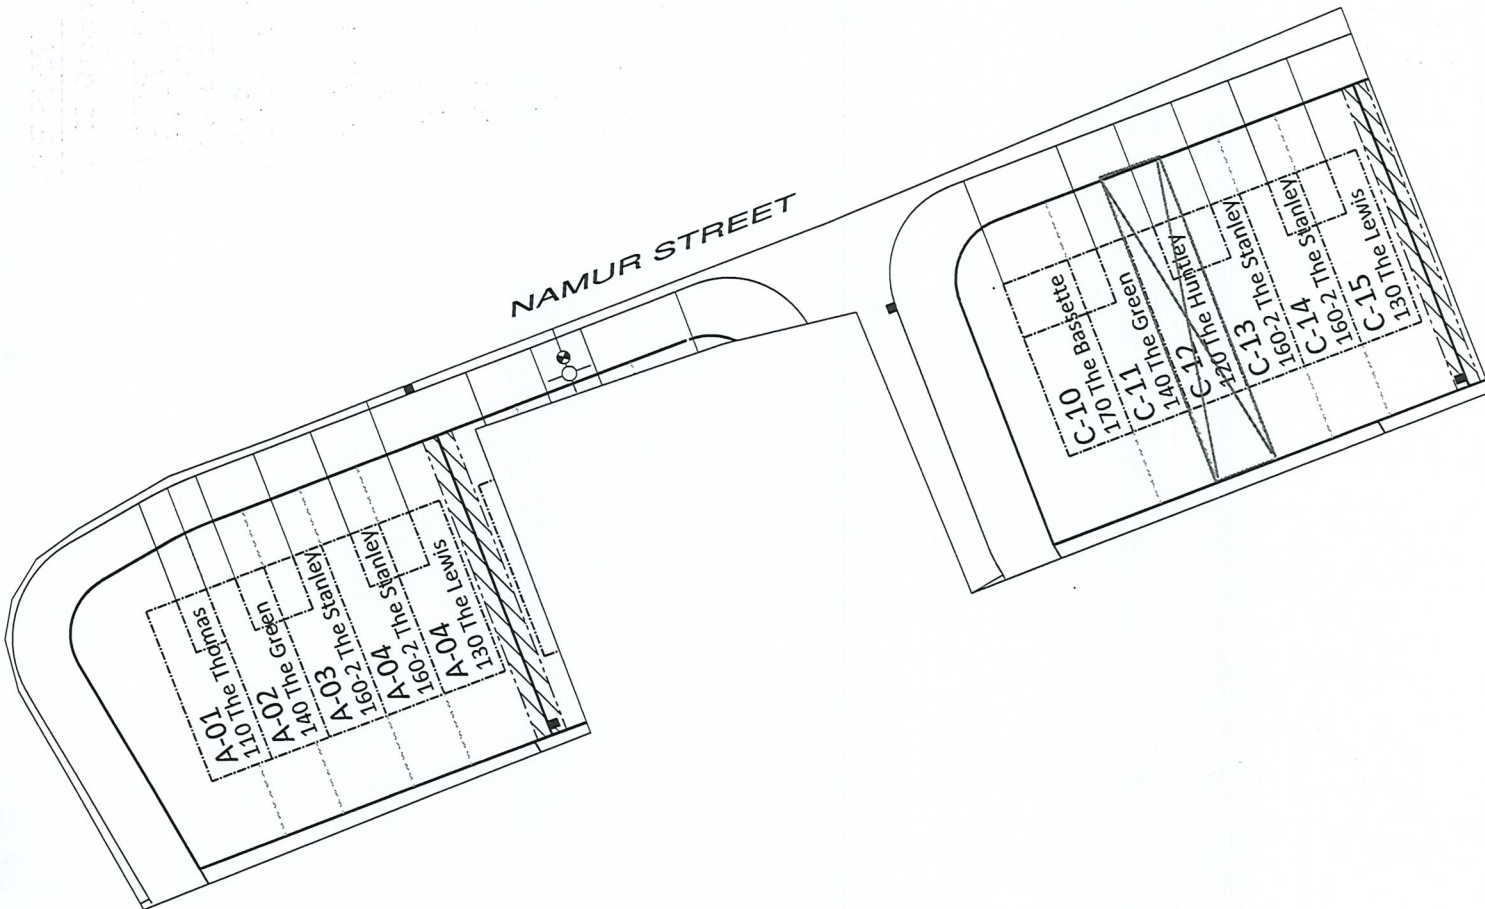 NAMUR STREET
A-01
110 The Thomas
A-02
140 The Green
A-03
160-2 The Stanley
A-04
160-2 The Stanley
A-04
130 The Lewis
C-10
170 The Bassette
C-11
140 The Green
C-12
120 The Huntley
C-13
160-2 The Stanley
C-14
160-2 The Stanley
C-15
130 The Lewis